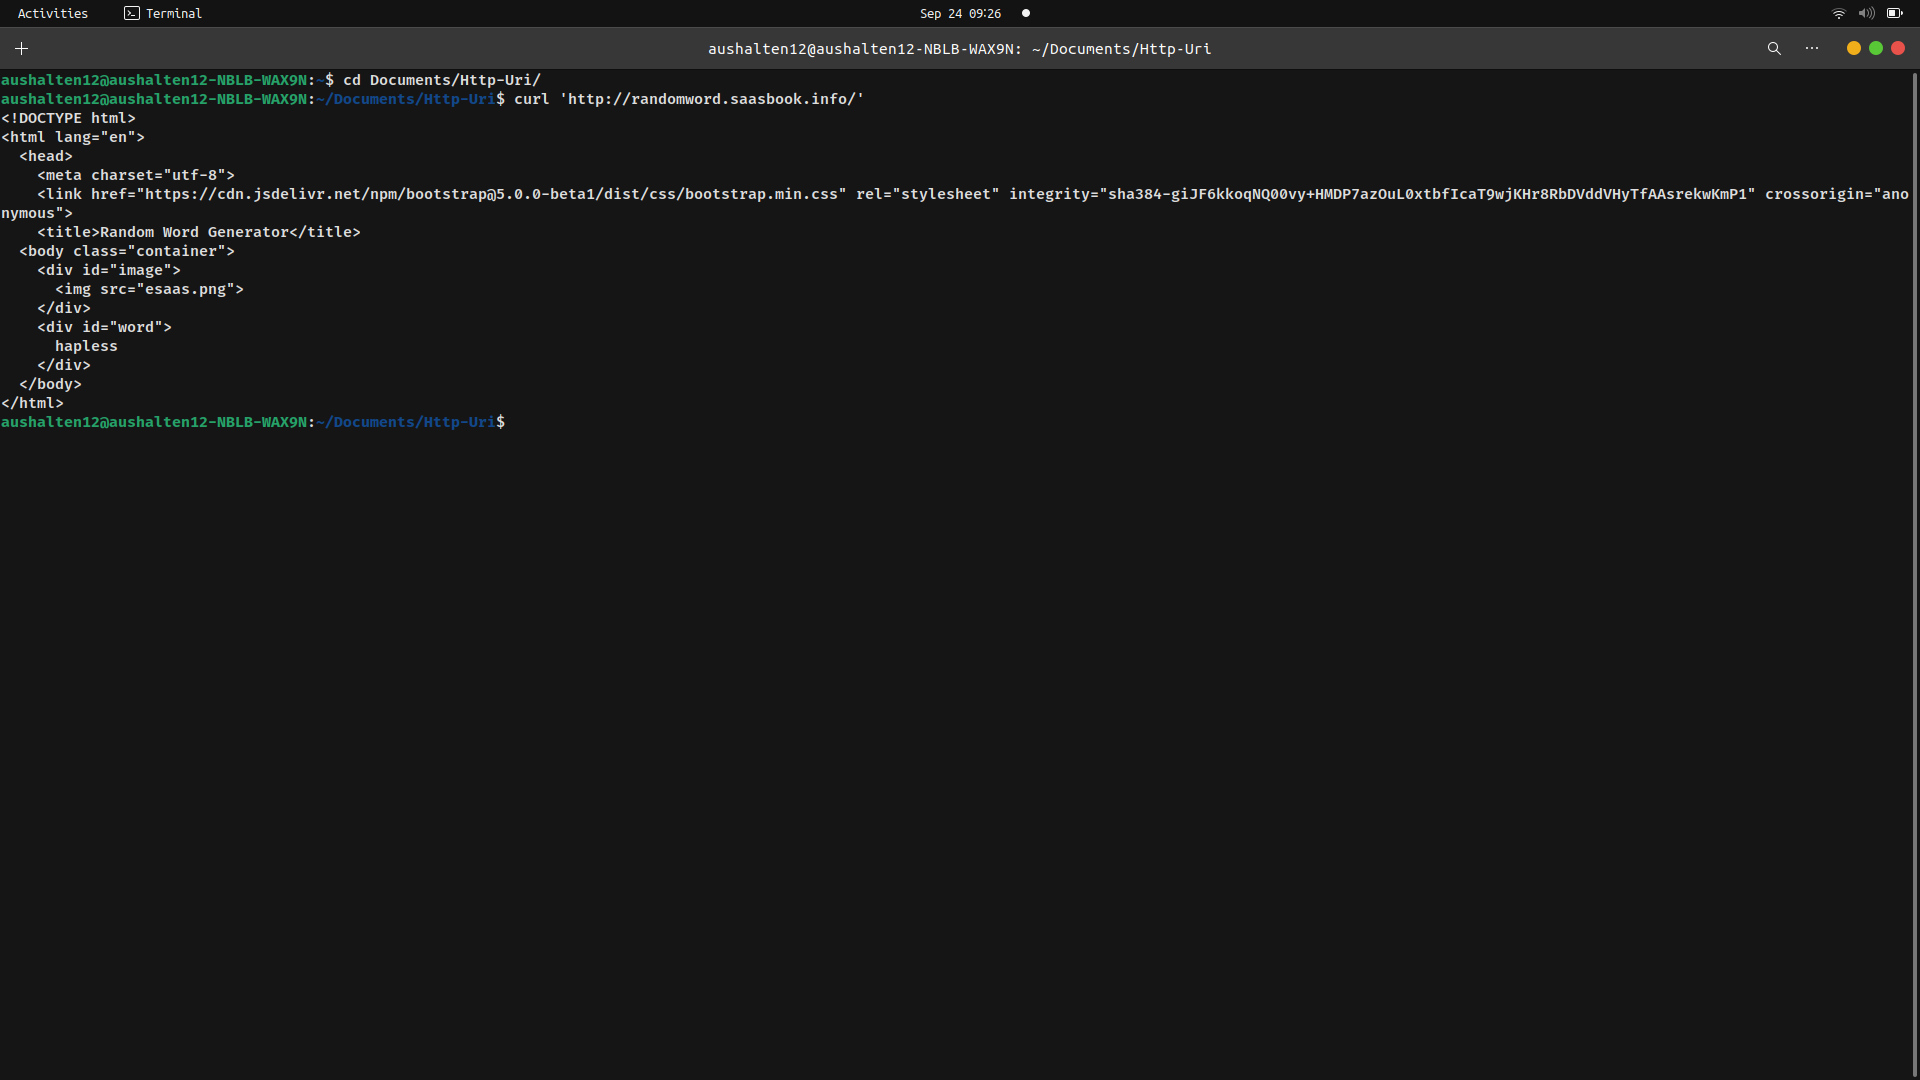 Activities Terminal Sep 24 09:26
aushalten12@aushalten12-NBLB-WAX9N: ~/Documents/Http-Uri
aushalten12@aushalten12-NBLB-WAX9N:~$ cd Documents/Http-Uri/
aushalten12@aushalten12-NBLB-WAX9N:~/Documents/Http-Uri$ curl 'http://randomword.saasbook.info/'
<!DOCTYPE html>
<html lang="en">
  <head>
    <meta charset="utf-8">
    <link href="https://cdn.jsdelivr.net/npm/bootstrap@5.0.0-beta1/dist/css/bootstrap.min.css" rel="stylesheet" integrity="sha384-giJF6kkoqNQ00vy+HMDP7azOuL0xtbfIcaT9wjKHr8RbDVddVHyTfAAsrekwKmP1" crossorigin="ano
nymous">
    <title>Random Word Generator</title>
  <body class="container">
    <div id="image">
      <img src="esaas.png">
    </div>
    <div id="word">
      hapless
    </div>
  </body>
</html>
aushalten12@aushalten12-NBLB-WAX9N:~/Documents/Http-Uri$